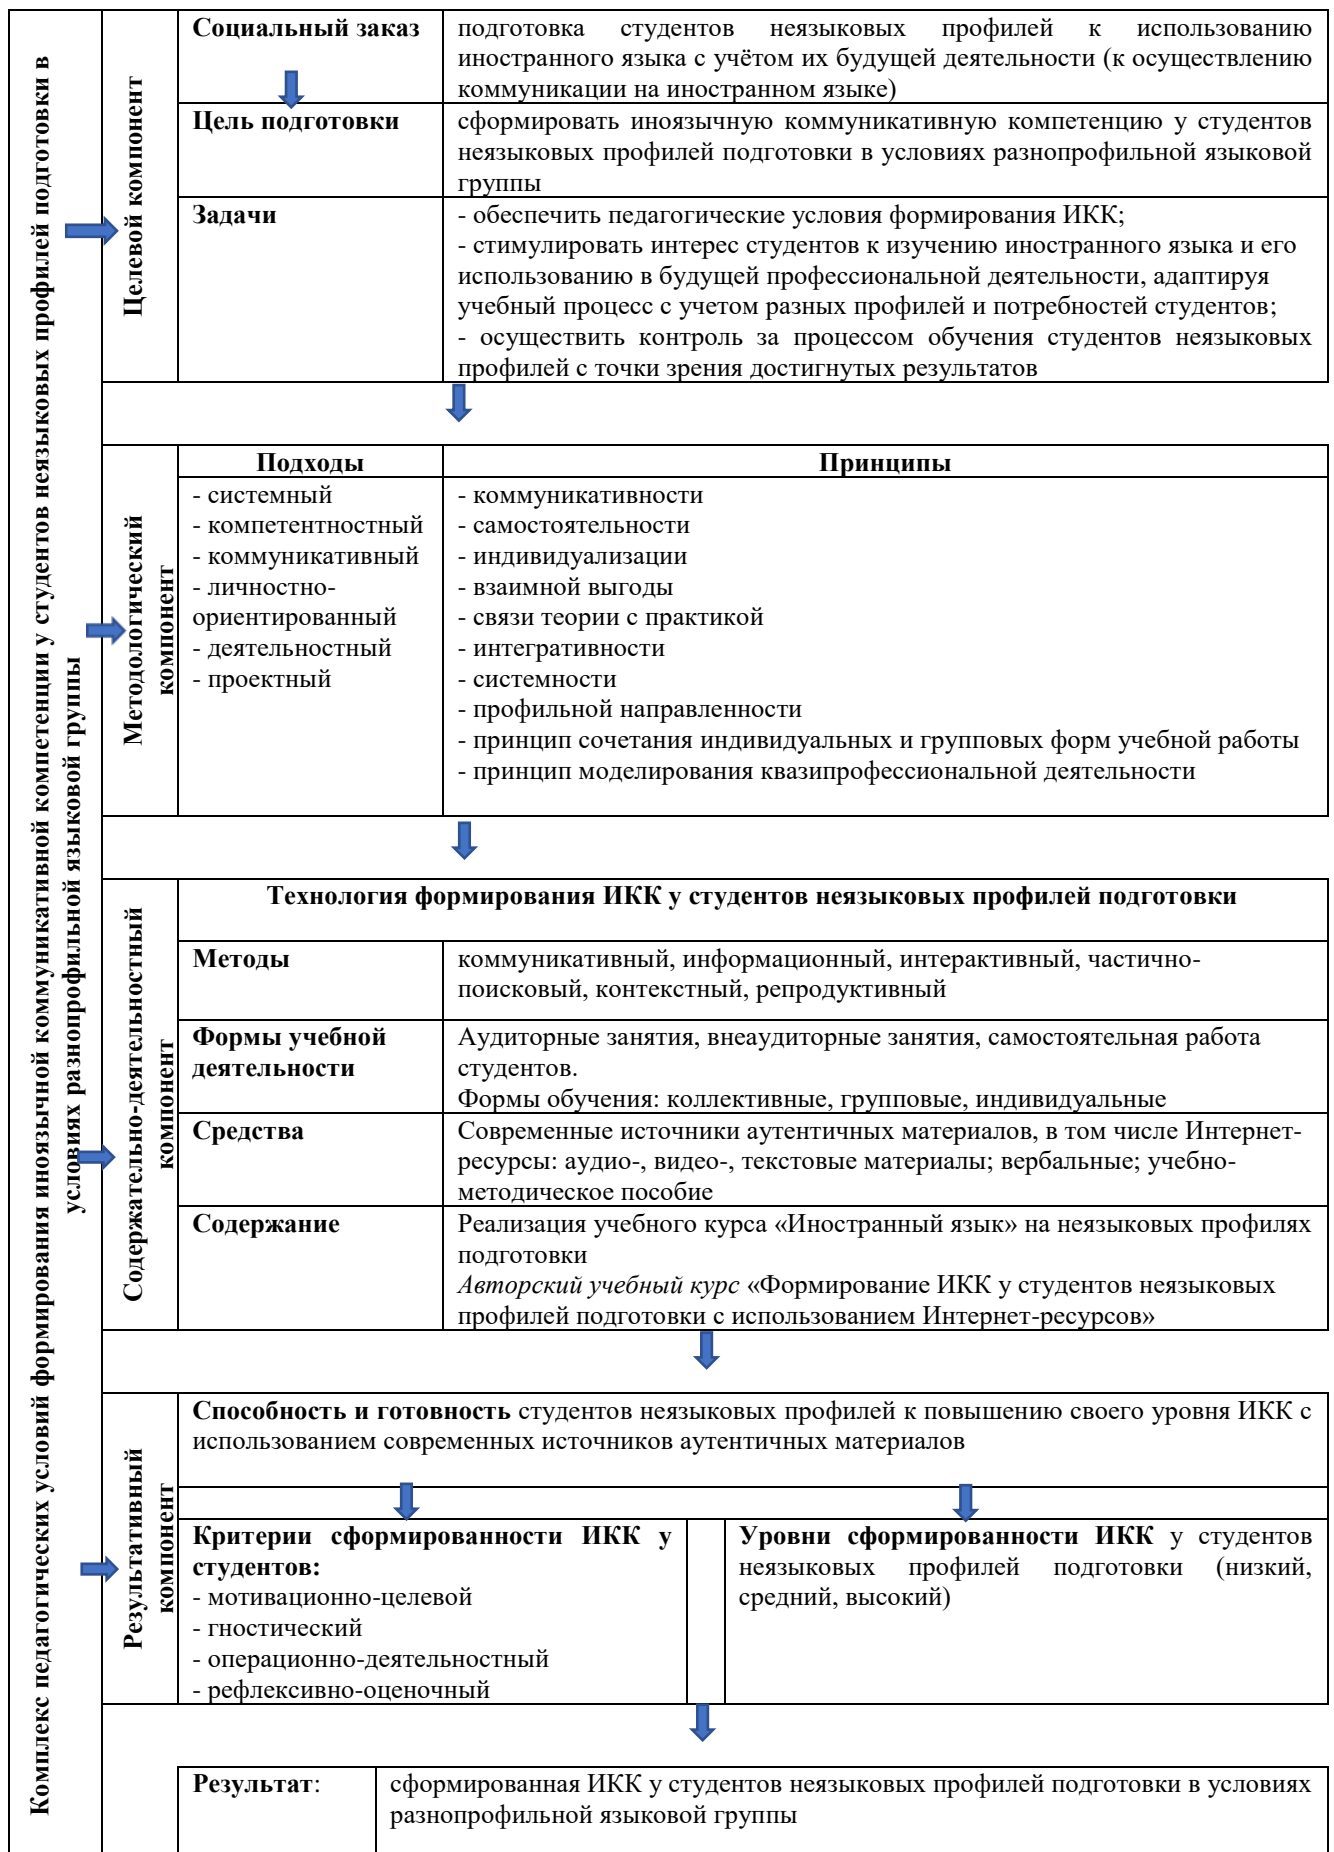 Комплекс педагогических условий формирования иноязычной коммуникативной компетенции у студентов неязыковых профилей подготовки в
условиях разнопрофильной языковой группы
Целевой компонент
Социальный заказ
подготовка студентов неязыковых профилей к использованию
иностранного языка с учётом их будущей деятельности (к осуществлению
коммуникации на иностранном языке)
Цель подготовки
сформировать иноязычную коммуникативную компетенцию у студентов
неязыковых профилей подготовки в условиях разнопрофильной языковой
группы
Задачи
- обеспечить педагогические условия формирования ИКК;
- стимулировать интерес студентов к изучению иностранного языка и его
использованию в будущей профессиональной деятельности, адаптируя
учебный процесс с учетом разных профилей и потребностей студентов;
- осуществить контроль за процессом обучения студентов неязыковых
профилей с точки зрения достигнутых результатов
Методологический
компонент
Подходы
- системный
- компетентностный
- коммуникативный
- личностно-
ориентированный
- деятельностный
- проектный
Принципы
- коммуникативности
- самостоятельности
- индивидуализации
- взаимной выгоды
- связи теории с практикой
- интегративности
- системности
- профильной направленности
- принцип сочетания индивидуальных и групповых форм учебной работы
- принцип моделирования квазипрофессиональной деятельности
Содержательно-деятельностный
компонент
Технология формирования ИКК у студентов неязыковых профилей подготовки
Методы
коммуникативный, информационный, интерактивный, частично-
поисковый, контекстный, репродуктивный
Формы учебной
деятельности
Аудиторные занятия, внеаудиторные занятия, самостоятельная работа
студентов.
Формы обучения: коллективные, групповые, индивидуальные
Средства
Современные источники аутентичных материалов, в том числе Интернет-
ресурсы: аудио-, видео-, текстовые материалы; вербальные; учебно-
методическое пособие
Содержание
Реализация учебного курса «Иностранный язык» на неязыковых профилях
подготовки
Авторский учебный курс «Формирование ИКК у студентов неязыковых
профилей подготовки с использованием Интернет-ресурсов»
Результативный
компонент
Способность и готовность студентов неязыковых профилей к повышению своего уровня ИКК с
использованием современных источников аутентичных материалов
Критерии сформированности ИКК у
студентов:
- мотивационно-целевой
- гностический
- операционно-деятельностный
- рефлексивно-оценочный
Уровни сформированности ИКК у студентов
неязыковых профилей подготовки (низкий,
средний, высокий)
Результат:
сформированная ИКК у студентов неязыковых профилей подготовки в условиях
разнопрофильной языковой группы